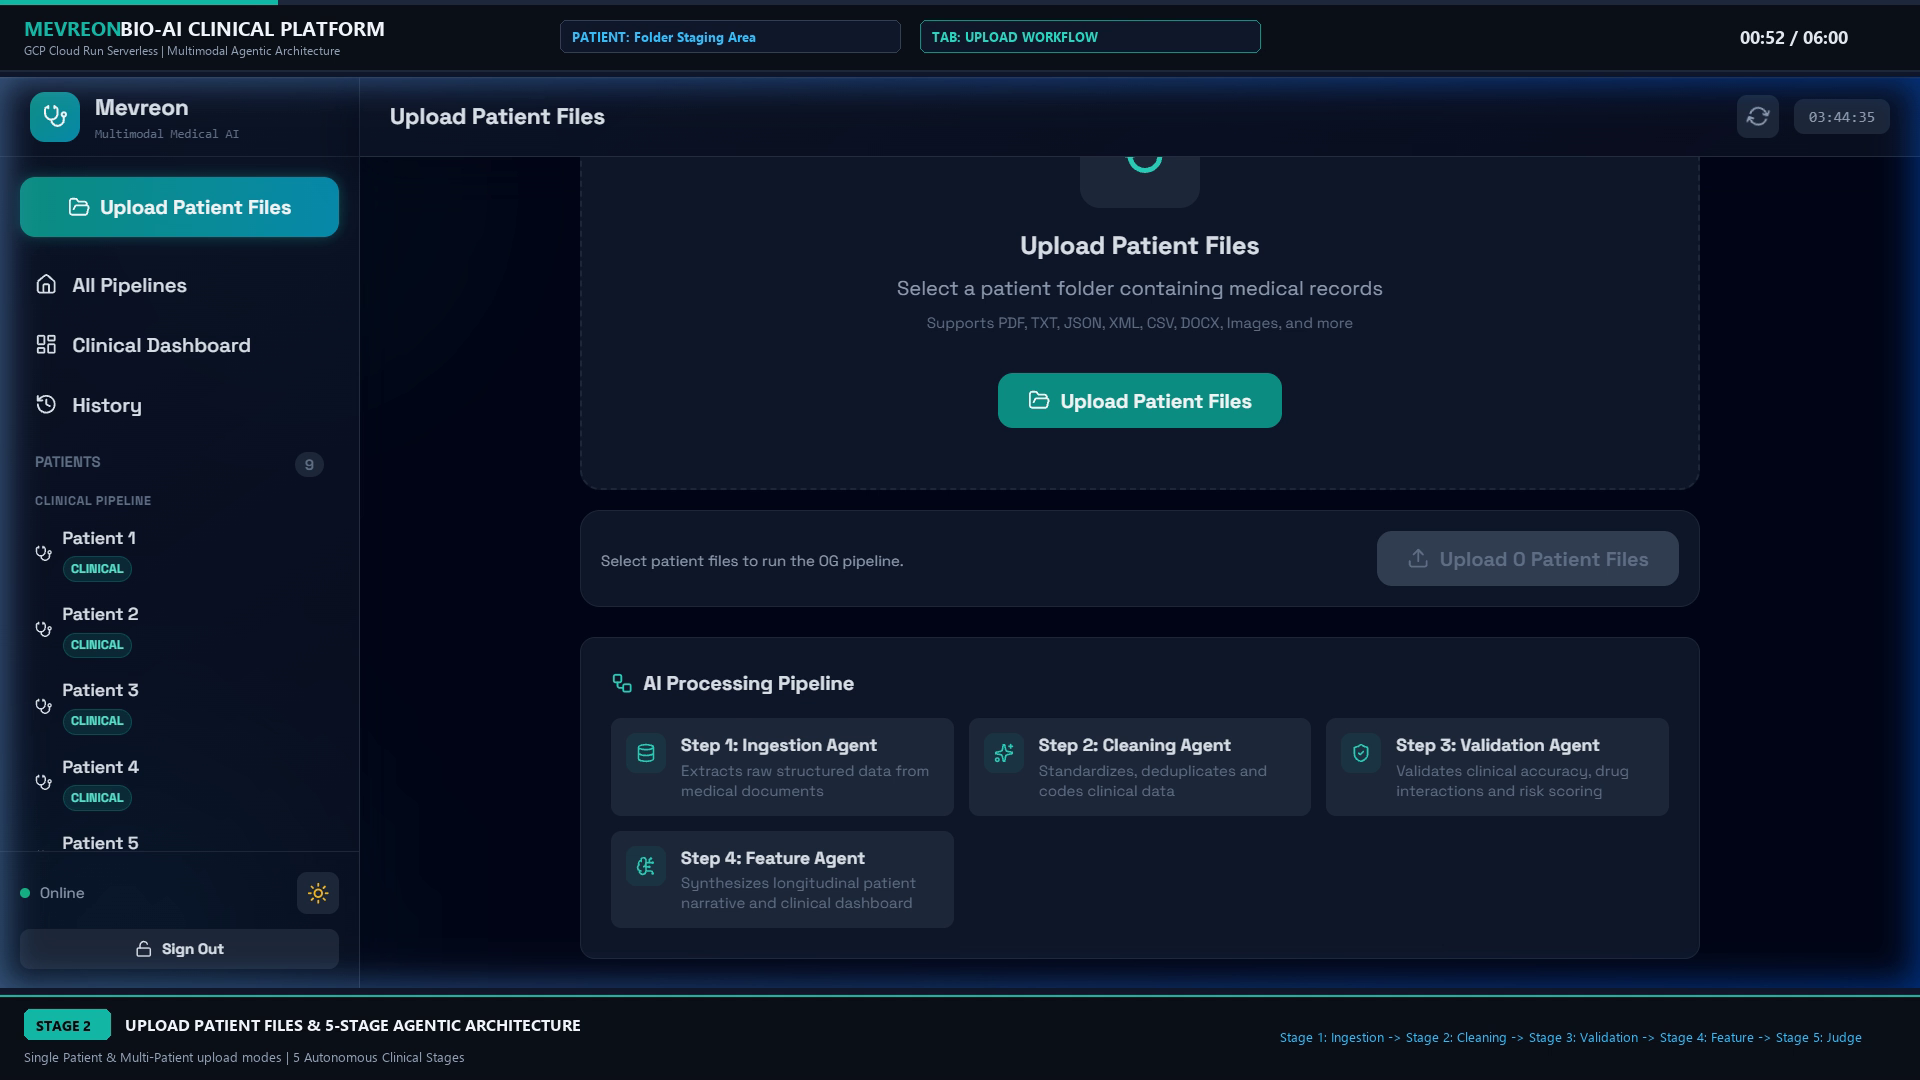 MEVREONBIO-AI CLINICAL PLATFORM
GCP Cloud Run Serverless | Multimodal Agentic Architecture
PATIENT: Folder Staging Area
TAB: UPLOAD WORKFLOW
00:52 / 06:00
Mevreon
Multimodal Medical AI
Upload Patient Files
03:44:35
Upload Patient Files
All Pipelines
Clinical Dashboard
History
PATIENTS
9
CLINICAL PIPELINE
Patient 1
CLINICAL
Patient 2
CLINICAL
Patient 3
CLINICAL
Patient 4
CLINICAL
Patient 5
Online
Sign Out
Upload Patient Files
Select a patient folder containing medical records
Supports PDF, TXT, JSON, XML, CSV, DOCX, Images, and more
Upload Patient Files
Select patient files to run the OG pipeline.
Upload 0 Patient Files
AI Processing Pipeline
Step 1: Ingestion Agent
Extracts raw structured data from
medical documents
Step 2: Cleaning Agent
Standardizes, deduplicates and
codes clinical data
Step 3: Validation Agent
Validates clinical accuracy, drug
interactions and risk scoring
Step 4: Feature Agent
Synthesizes longitudinal patient
narrative and clinical dashboard
STAGE 2
UPLOAD PATIENT FILES & 5-STAGE AGENTIC ARCHITECTURE
Single Patient & Multi-Patient upload modes | 5 Autonomous Clinical Stages
Stage 1: Ingestion -> Stage 2: Cleaning -> Stage 3: Validation -> Stage 4: Feature -> Stage 5: Judge